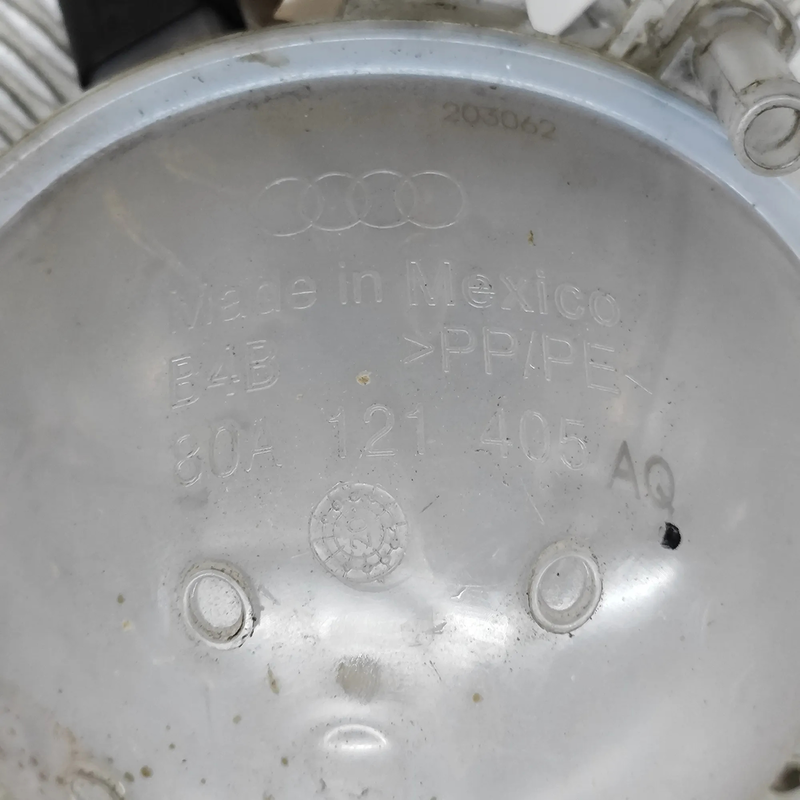 203062
Made in Mexico
B4B >PP/PE<
80A 121 405 AQ